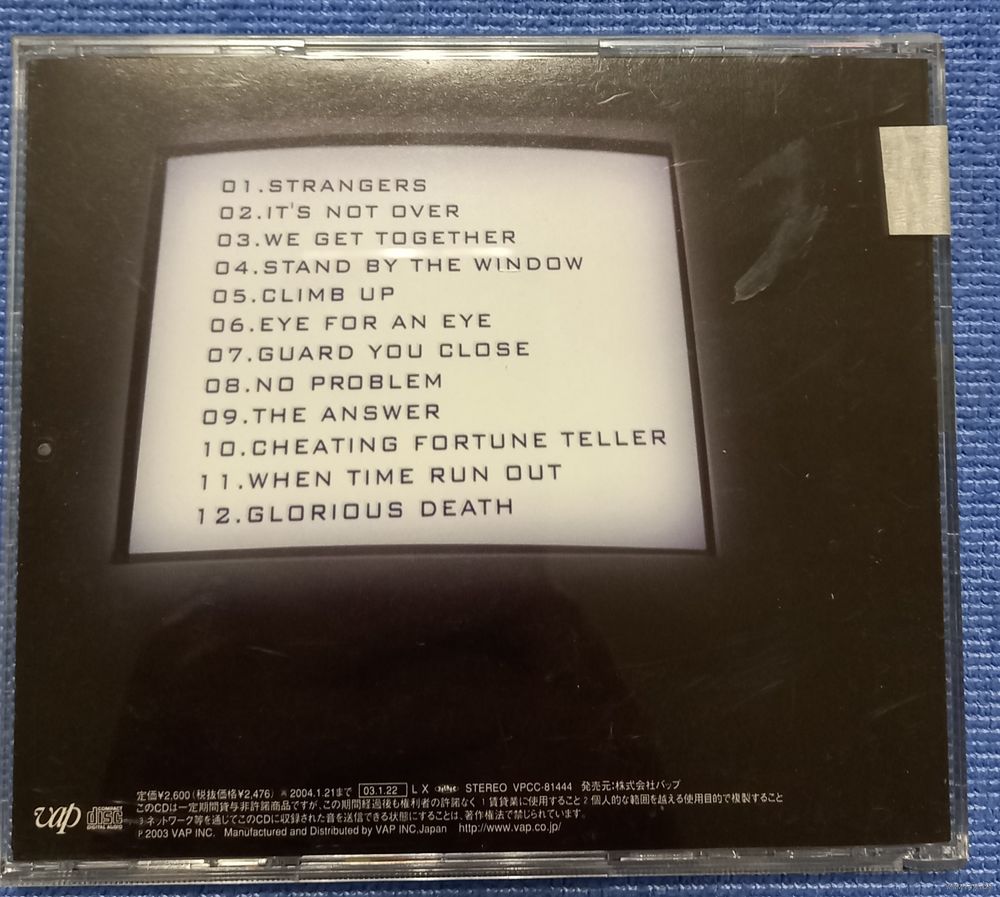 01.STRANGERS
02.IT'S NOT OVER
03.WE GET TOGETHER
04.STAND BY THE WINDOW
05.CLIMB UP
06.EYE FOR AN EYE
07.GUARD YOU CLOSE
08.NO PROBLEM
09.THE ANSWER
10.CHEATING FORTUNE TELLER
11.WHEN TIME RUN OUT
12.GLORIOUS DEATH
定価¥2,600(税抜価格¥2,476) 2004.1.21まで 03.1.22 L X STEREO VPCC-81444 発売元:株式会社バップ
このCDは一定期間貸与非許諾商品ですが、この期間経過後も権利者の許諾なく 1 賃貸業に使用すること 2 個人的な範囲を越える使用目的で複製すること
3 ネットワーク等を通じてこのCDに収録された音を送信できる状態にすることは、著作権法で禁じられています。
℗ 2003 VAP INC. Manufactured and Distributed by VAP INC.Japan http://www.vap.co.jp/
vap
COMPACT
disc
DIGITAL AUDIO